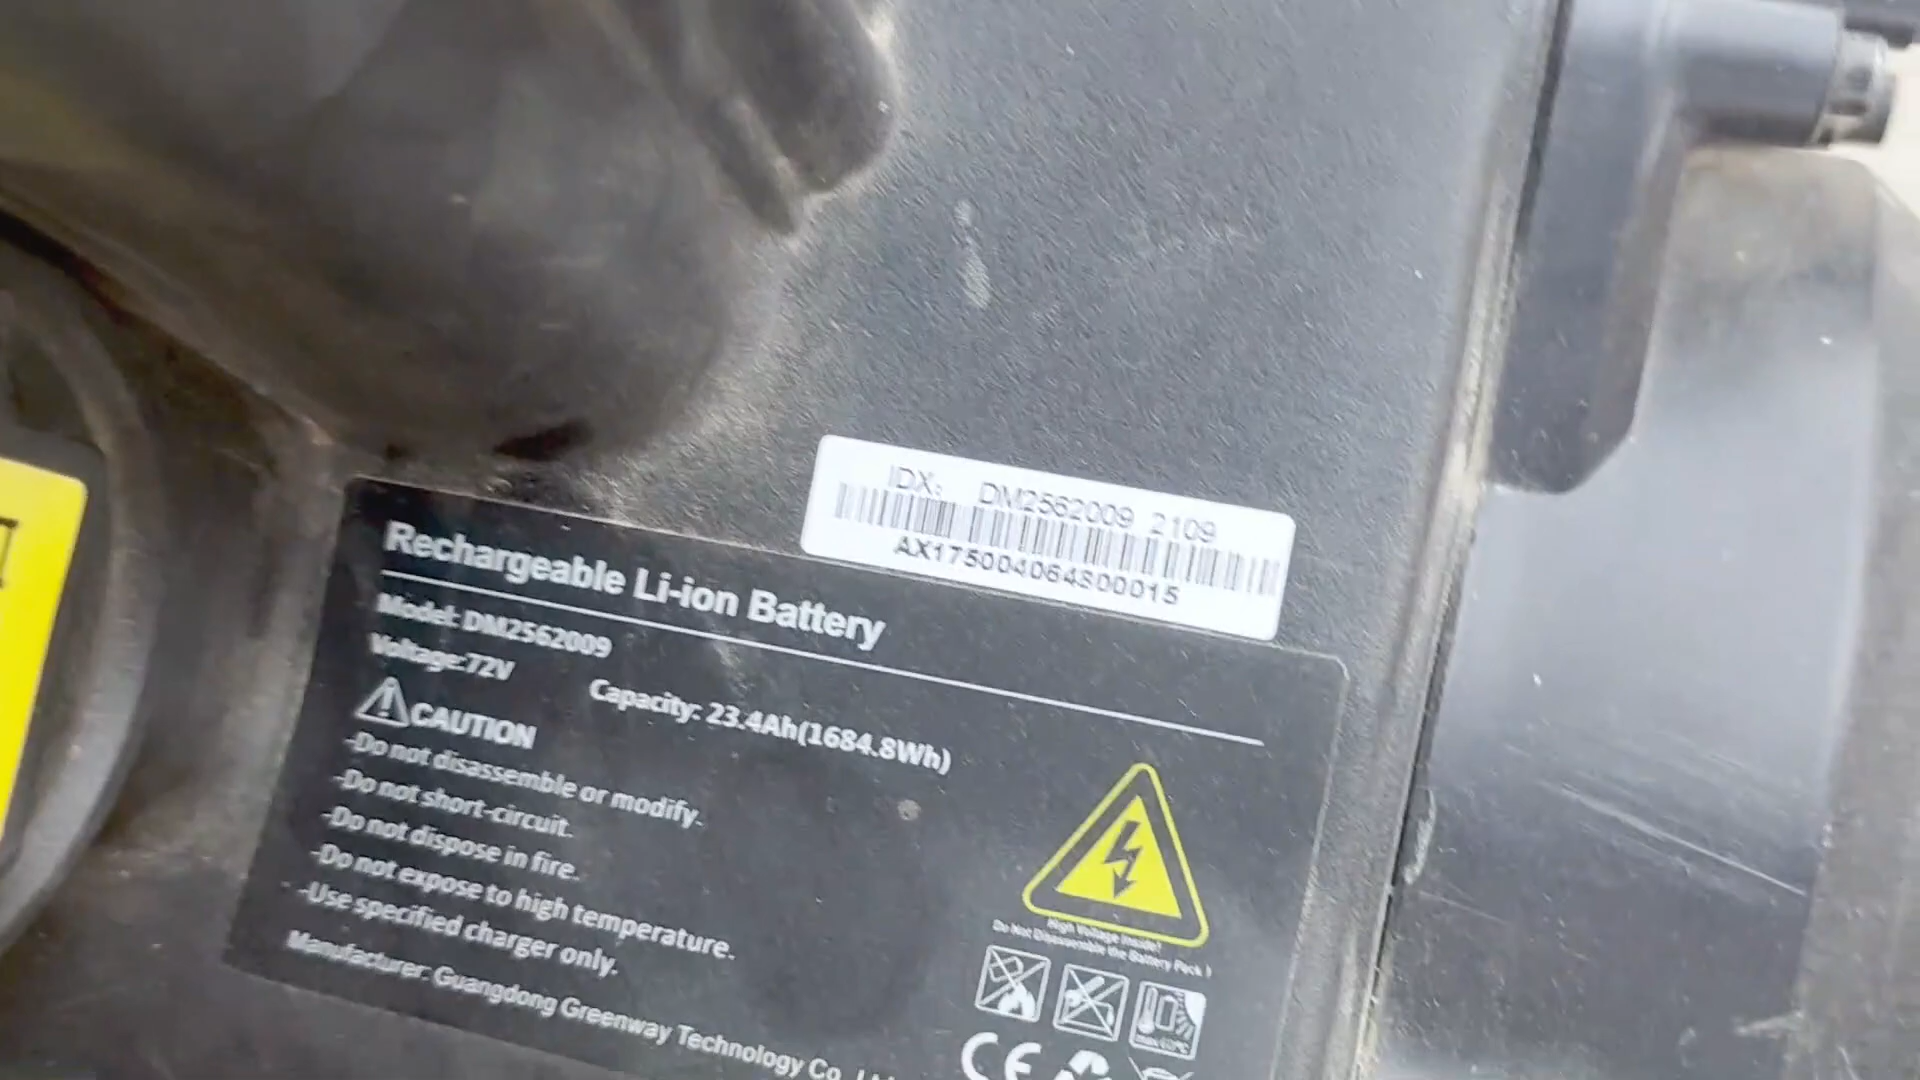 IDX: DM2562009 2109
AX175004064800015
Rechargeable Li-ion Battery
Model: DM2562009
Voltage:72V
Capacity: 23.4Ah(1684.8Wh)
CAUTION
-Do not disassemble or modify.
-Do not short-circuit.
-Do not dispose in fire.
-Do not expose to high temperature.
-Use specified charger only.
High Voltage Inside!
Do Not Disassemble the Battery Pack !
Manufacturer: Guangdong Greenway Technology Co.
CE